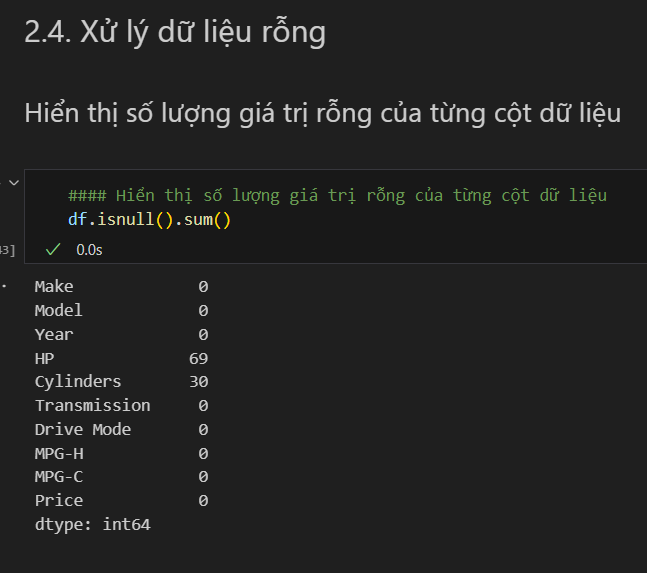 2.4. Xử lý dữ liệu rỗng
Hiển thị số lượng giá trị rỗng của từng cột dữ liệu
#### Hiển thị số lượng giá trị rỗng của từng cột dữ liệu
df.isnull().sum()
3] 0.0s
Make 0
Model 0
Year 0
HP 69
Cylinders 30
Transmission 0
Drive Mode 0
MPG-H 0
MPG-C 0
Price 0
dtype: int64